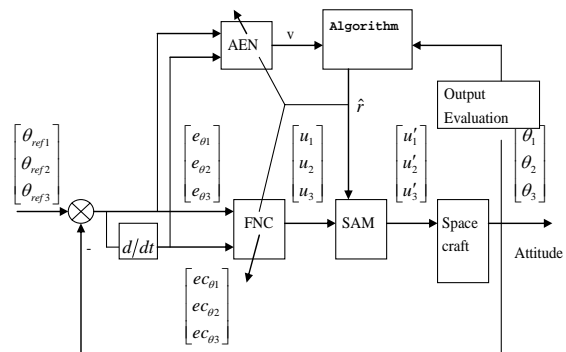 AEN
v
Algorithm
Output
Evaluation
r̂
θref1
θref2
θref3
eθ1
eθ2
eθ3
u1
u2
u3
u′1
u′2
u′3
θ1
θ2
θ3
-
d/dt
FNC
SAM
Space
craft
Attitude
ecθ1
ecθ2
ecθ3